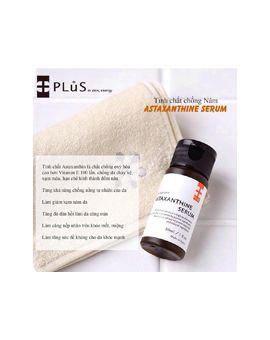 PLûS
Tinh chất chống Nám
ASTAXANTHINE SERUM
Tinh chất Astaxanthin là chất chống oxy hóa
cao hơn Vitamin E 100 lần, chống da chảy xệ,
sạm nám, hạn chế hình thành đốm nâu
Tăng khả năng chống nắng tự nhiên của da
Làm giảm sạm nám da
Tăng độ đàn hồi làm da căng mịn
Làm căng nếp nhăn trên khóe mắt, miệng
Làm tăng sức đề kháng cho da khỏe mạnh
ASTAXANTHINE
SERUM